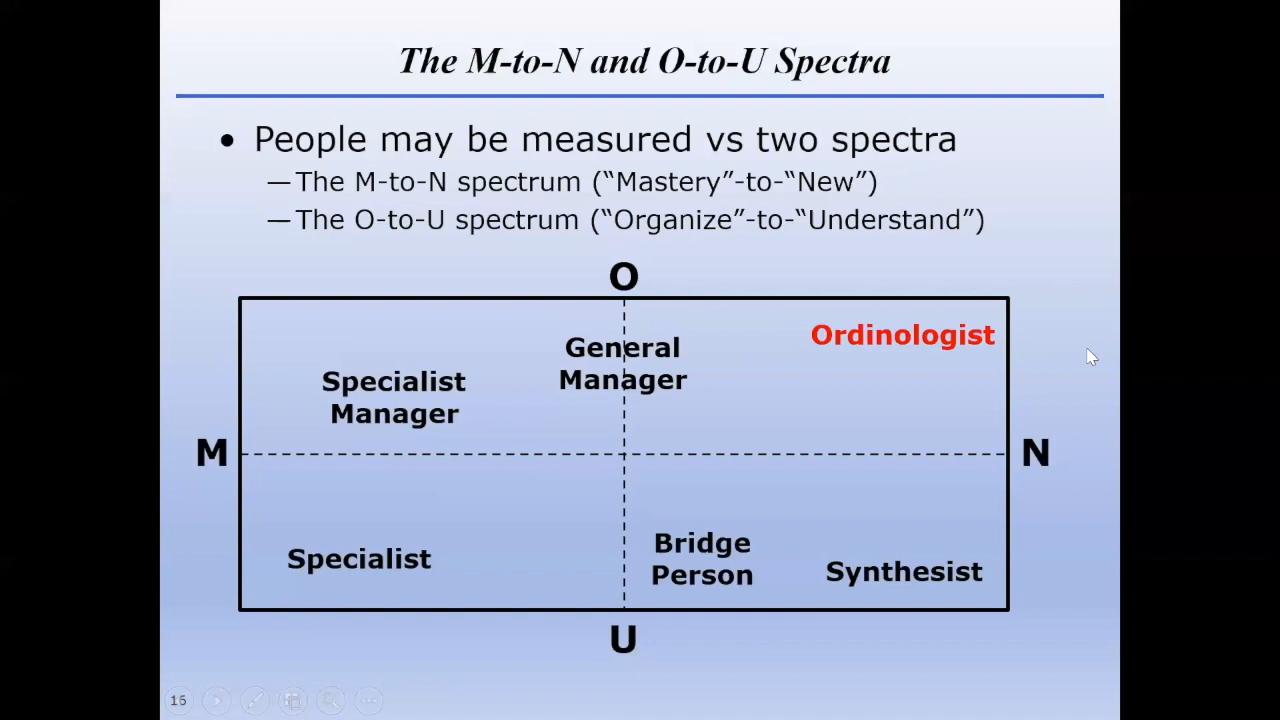 The M-to-N and O-to-U Spectra
• People may be measured vs two spectra
—The M-to-N spectrum (“Mastery”-to-“New”)
—The O-to-U spectrum (“Organize”-to-“Understand”)
O
Ordinologist
General
Manager
Specialist
Manager
M
N
Specialist
Bridge
Person
Synthesist
U
16